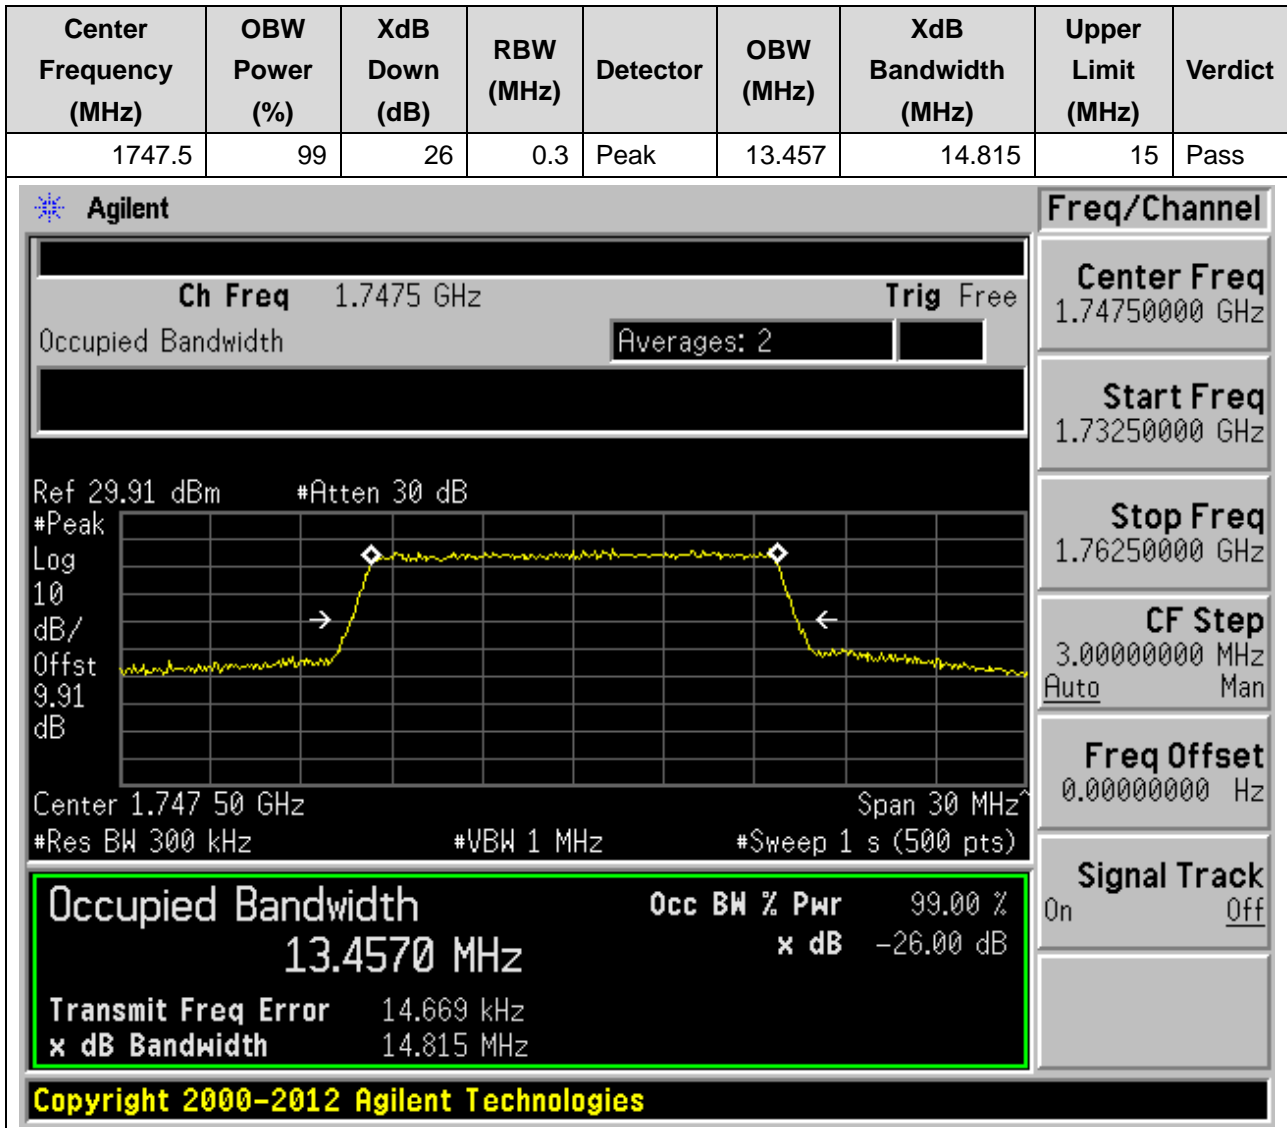 Center Frequency (MHz) OBW Power (%) XdB Down (dB) RBW (MHz) Detector OBW (MHz) XdB Bandwidth (MHz) Upper Limit (MHz) Verdict
1747.5 99 26 0.3 Peak 13.457 14.815 15 Pass
Agilent
Freq/Channel
Ch Freq 1.7475 GHz Trig Free
Occupied Bandwidth Averages: 2
Center Freq
1.74750000 GHz
Start Freq
1.73250000 GHz
Stop Freq
1.76250000 GHz
CF Step
3.00000000 MHz
Auto Man
Freq Offset
0.00000000 Hz
Signal Track
On Off
Ref 29.91 dBm #Atten 30 dB
#Peak
Log
10
dB/
Offst
9.91
dB
Center 1.747 50 GHz Span 30 MHz^
#Res BW 300 kHz #VBW 1 MHz #Sweep 1 s (500 pts)
Occupied Bandwidth Occ BW % Pwr 99.00 %
13.4570 MHz x dB -26.00 dB
Transmit Freq Error 14.669 kHz
x dB Bandwidth 14.815 MHz
Copyright 2000-2012 Agilent Technologies